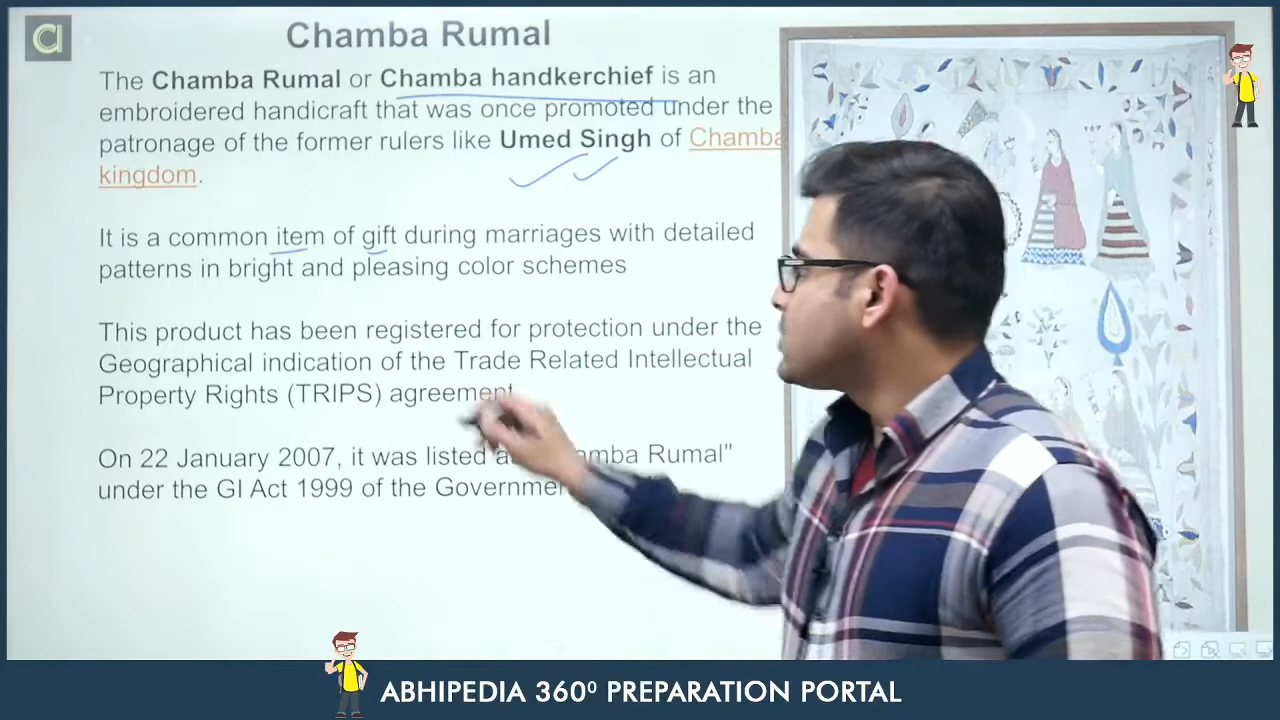 Chamba Rumal
The Chamba Rumal or Chamba handkerchief is an
embroidered handicraft that was once promoted under the
patronage of the former rulers like Umed Singh of Chamba
kingdom.
It is a common item of gift during marriages with detailed
patterns in bright and pleasing color schemes
This product has been registered for protection under the
Geographical indication of the Trade Related Intellectual
Property Rights (TRIPS) agreement
On 22 January 2007, it was listed Rumal"
under the GI Act 1999 of the
ABHIPEDIA 360⁰ PREPARATION PORTAL